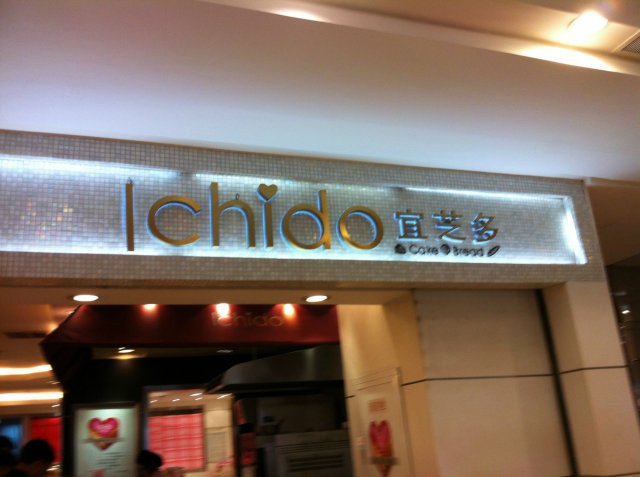 Ichido 宜芝多
Cake Bread
Ichido